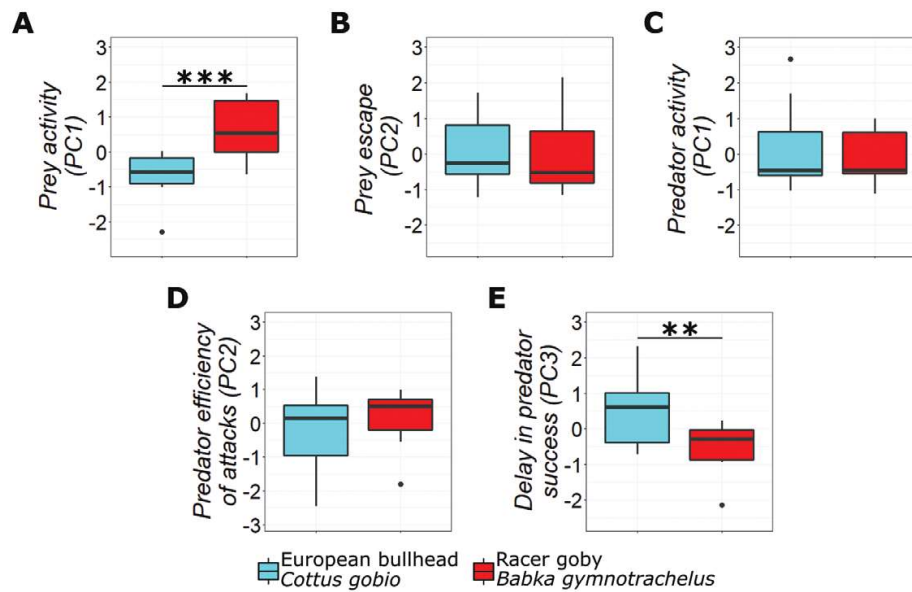 A
Prey activity
(PC1)
3
2
1
0
-1
-2
***
B
Prey escape
(PC2)
3
2
1
0
-1
-2
C
Predator activity
(PC1)
3
2
1
0
-1
-2
D
Predator efficiency
of attacks (PC2)
3
2
1
0
-1
-2
-3
E
Delay in predator
success (PC3)
3
2
1
0
-1
-2
**
European bullhead
Cottus gobio
Racer goby
Babka gymnotrachelus